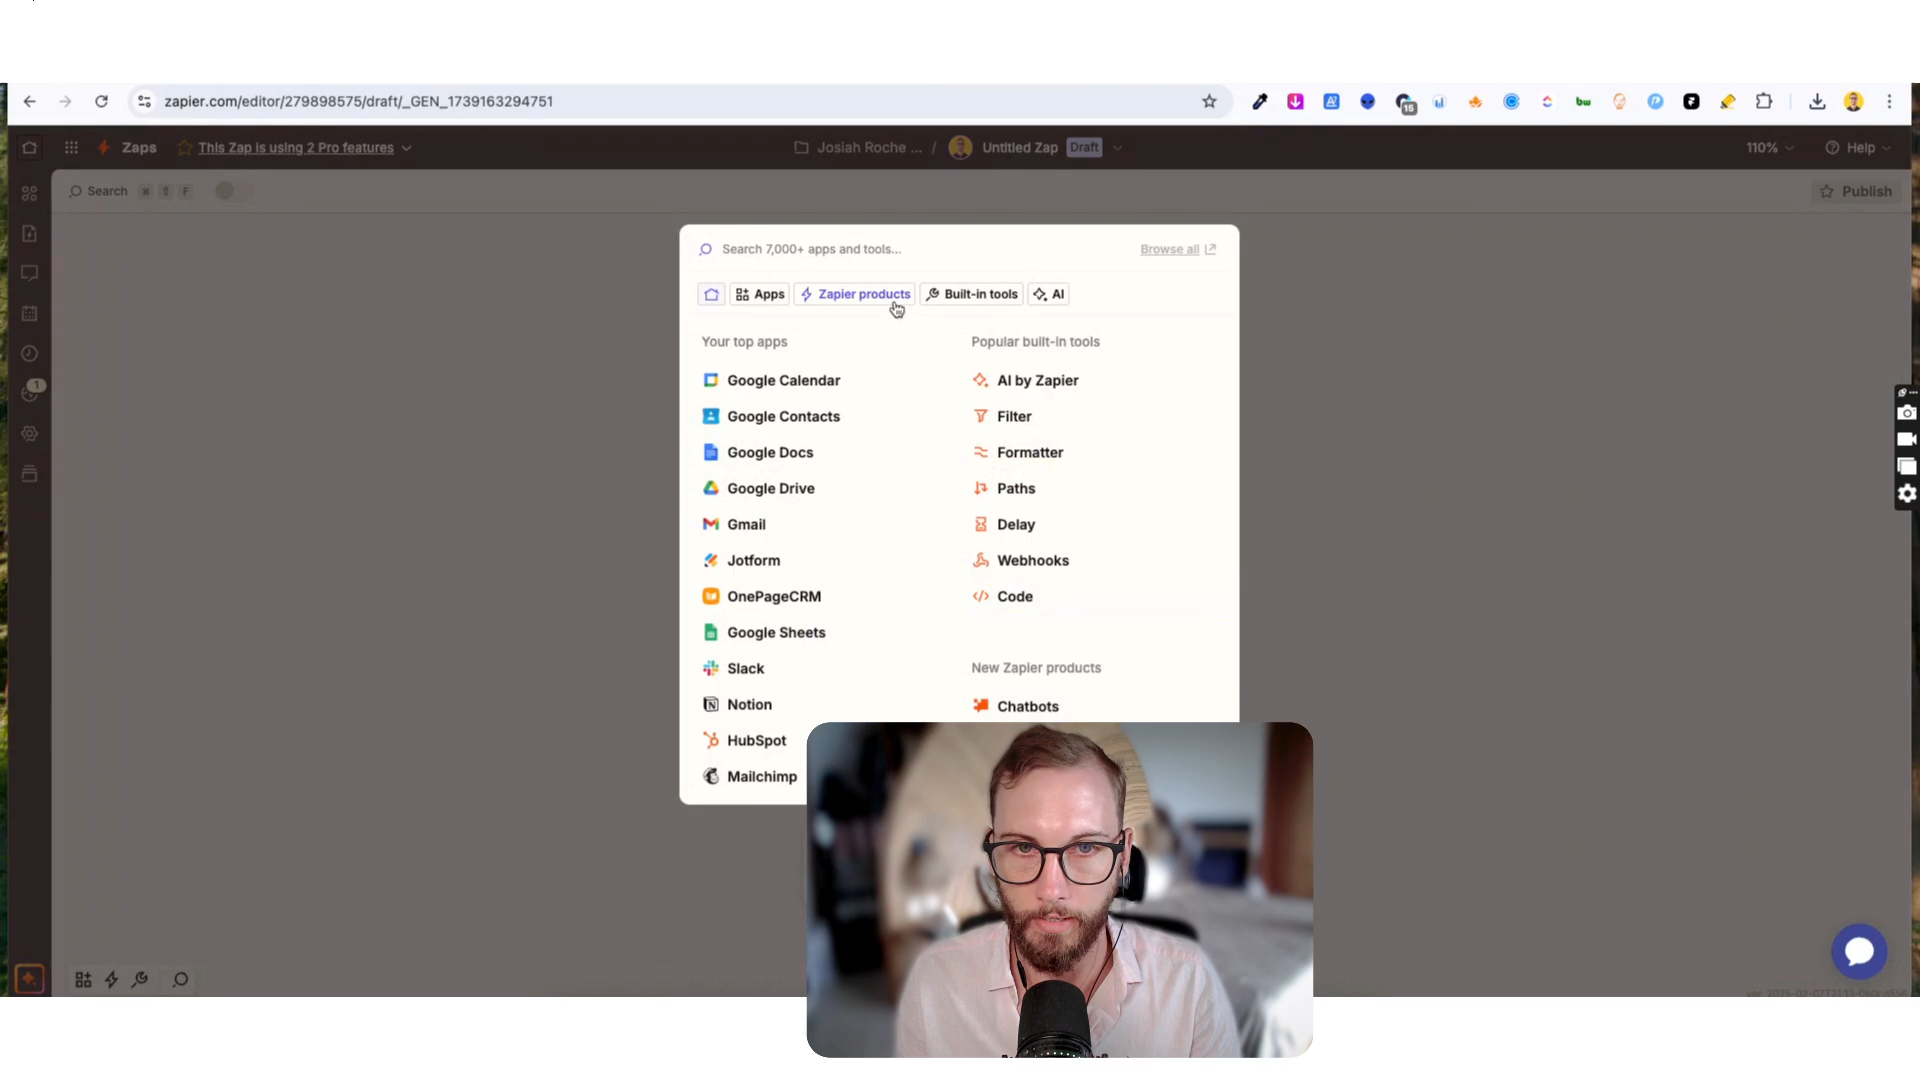 zapier.com/editor/279898575/draft/_GEN_1739163294751
15
Zaps
This Zap is using 2 Pro features
Josiah Roche ... / Untitled Zap Draft
110%
Help
Search ⌘ ⇧ F
Publish
Search 7,000+ apps and tools...
Browse all
Apps
Zapier products
Built-in tools
AI
Your top apps
Google Calendar
Google Contacts
Google Docs
Google Drive
Gmail
Jotform
OnePageCRM
Google Sheets
Slack
Notion
HubSpot
Mailchimp
Popular built-in tools
AI by Zapier
Filter
Formatter
Paths
Delay
Webhooks
Code
New Zapier products
Chatbots
1
bw